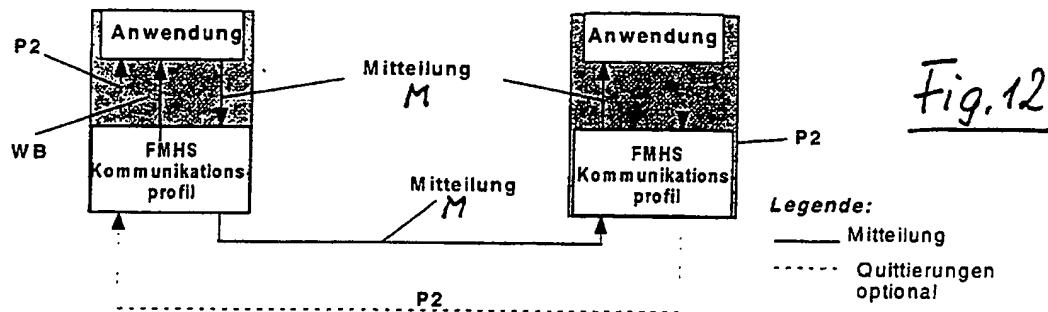 Anwendung
P2
WB
FMHS
Kommunikations
profil
Mitteilung
M
Mitteilung
M
Anwendung
FMHS
Kommunikations
profil
P2
P2
Fig. 12
Legende:
Mitteilung
Quittierungen
optional